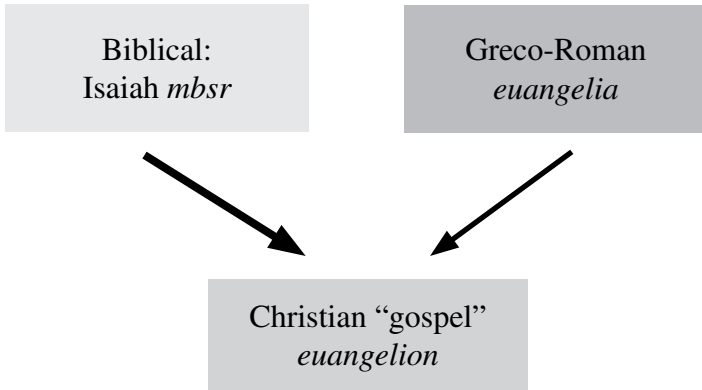 Biblical:
Isaiah mbsr
Greco-Roman
euangelia
Christian “gospel”
euangelion